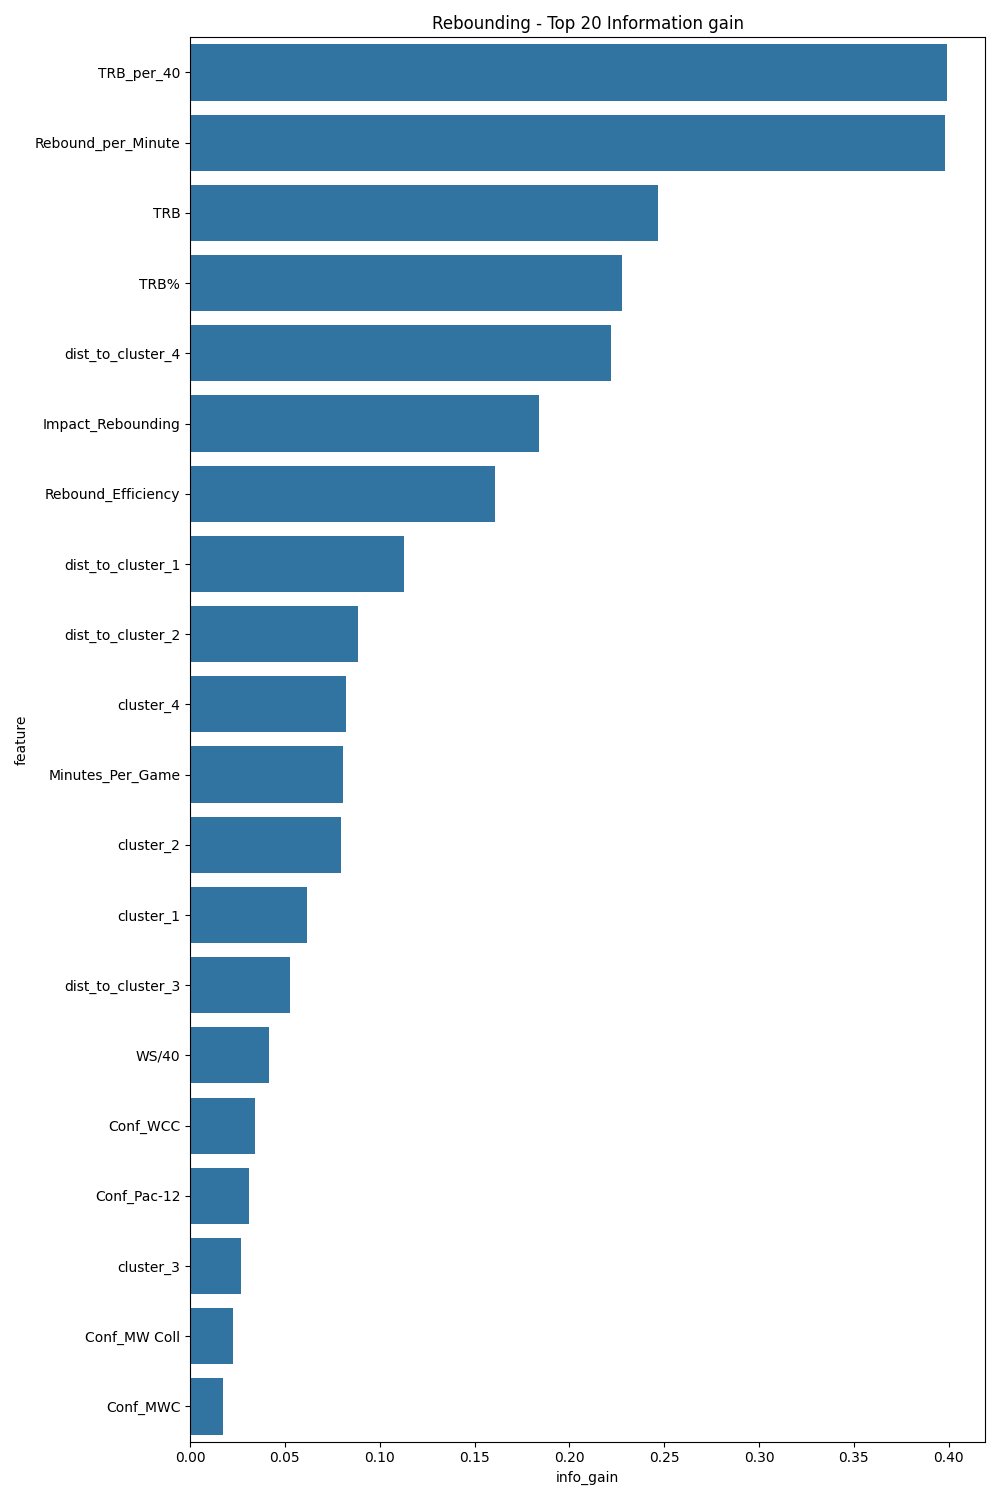 Rebounding - Top 20 Information gain
TRB_per_40
Rebound_per_Minute
TRB
TRB%
dist_to_cluster_4
Impact_Rebounding
Rebound_Efficiency
dist_to_cluster_1
dist_to_cluster_2
cluster_4
Minutes_Per_Game
cluster_2
cluster_1
dist_to_cluster_3
WS/40
Conf_WCC
Conf_Pac-12
cluster_3
Conf_MW Coll
Conf_MWC
feature
0.00 0.05 0.10 0.15 0.20 0.25 0.30 0.35 0.40
info_gain